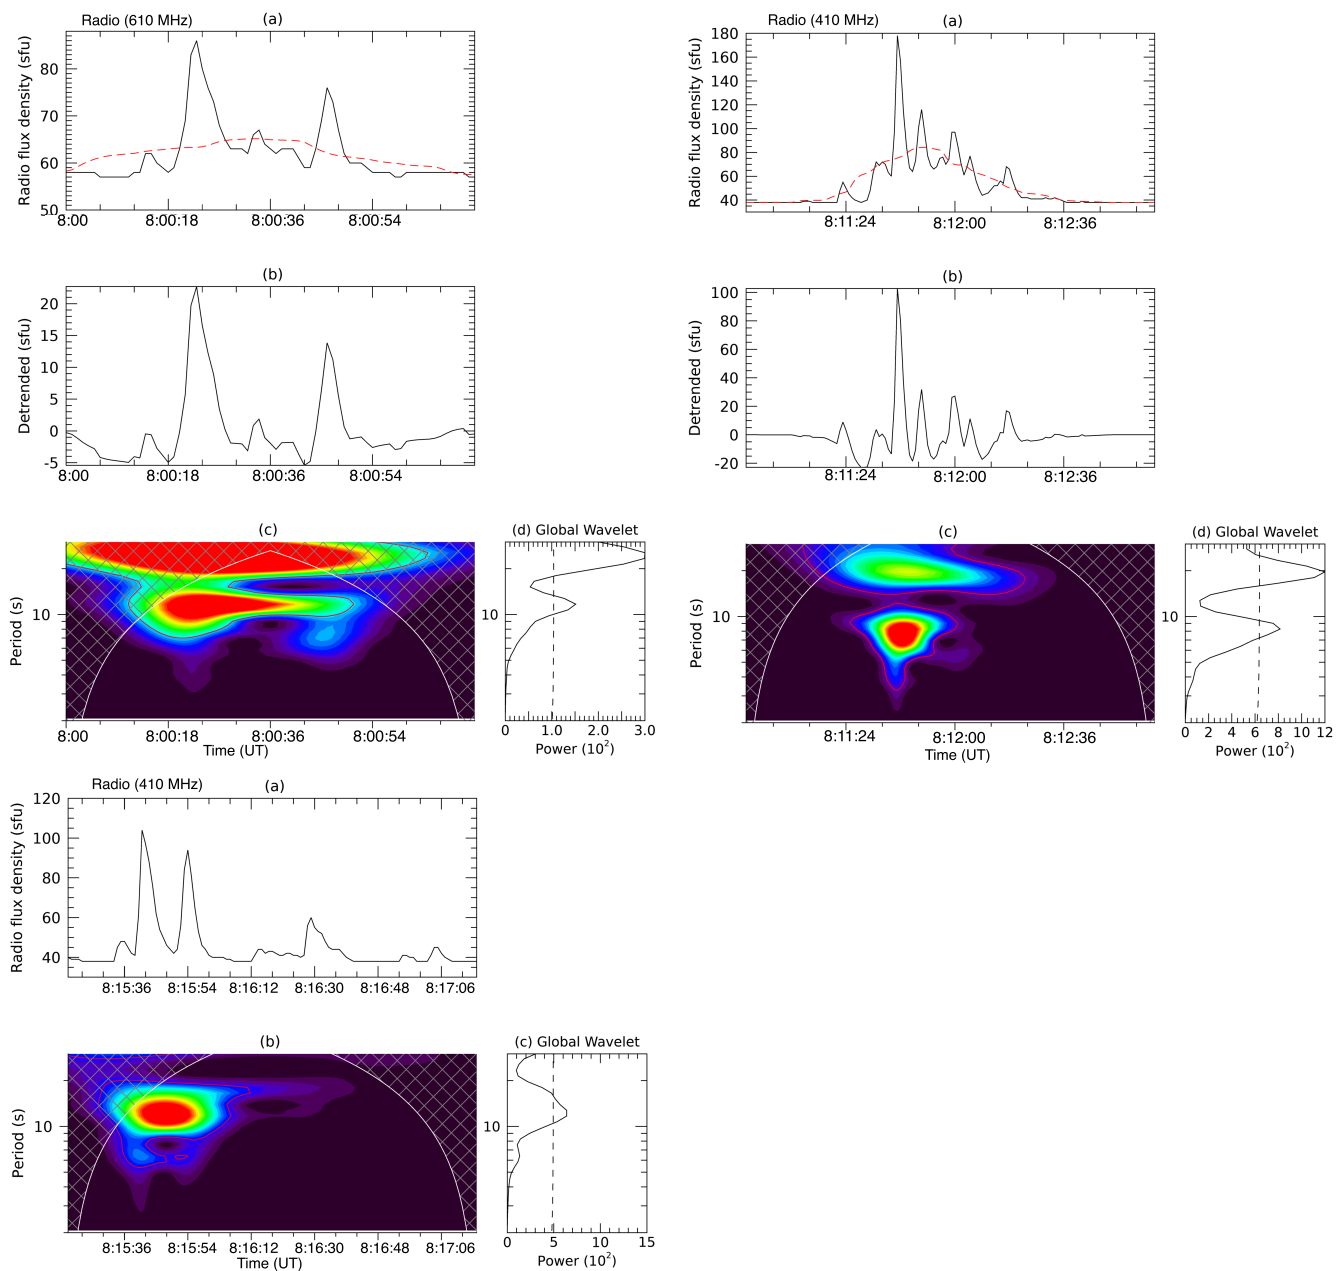 Radio (610 MHz) (a)
Radio flux density (sfu)
80
70
60
50
8:00 8:00:18 8:00:36 8:00:54
(b)
Detrended (sfu)
20
15
10
5
0
-5
8:00 8:00:18 8:00:36 8:00:54
(c)
Period (s)
10
8:00 8:00:18 8:00:36 8:00:54
Time (UT)
(d) Global Wavelet
10
0 1.0 2.0 3.0
Power (10²)
Radio (410 MHz) (a)
Radio flux density (sfu)
180
160
140
120
100
80
60
40
8:11:24 8:12:00 8:12:36
(b)
Detrended (sfu)
100
80
60
40
20
0
-20
8:11:24 8:12:00 8:12:36
(c)
Period (s)
10
8:11:24 8:12:00 8:12:36
Time (UT)
(d) Global Wavelet
10
0 2 4 6 8 10 12
Power (10²)
Radio (410 MHz) (a)
Radio flux density (sfu)
120
100
80
60
40
8:15:36 8:15:54 8:16:12 8:16:30 8:16:48 8:17:06
(b)
Period (s)
10
8:15:36 8:15:54 8:16:12 8:16:30 8:16:48 8:17:06
Time (UT)
(c) Global Wavelet
10
0 5 10 15
Power (10²)